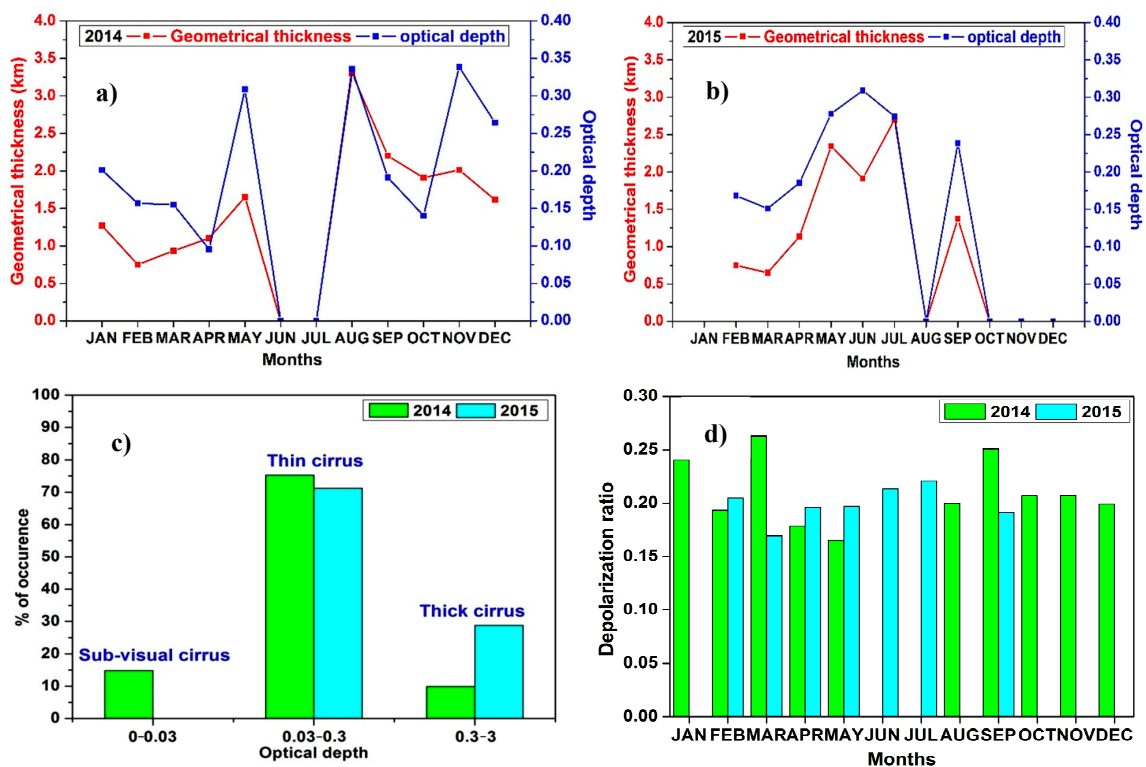 2014 Geometrical thickness optical depth
a)
Geometrical thickness (km)
4.0
3.5
3.0
2.5
2.0
1.5
1.0
0.5
0.0
0.40
0.35
0.30
0.25
0.20
0.15
0.10
0.05
0.00
Optical depth
JAN FEB MAR APR MAY JUN JUL AUG SEP OCT NOV DEC
Months
2015 Geometrical thickness optical depth
b)
Geometrical thickness (km)
4.0
3.5
3.0
2.5
2.0
1.5
1.0
0.5
0.0
0.40
0.35
0.30
0.25
0.20
0.15
0.10
0.05
0.00
Optical depth
JAN FEB MAR APR MAY JUN JUL AUG SEP OCT NOV DEC
Months
2014 2015
c)
% of occurence
100
90
80
70
60
50
40
30
20
10
0
Thin cirrus
Thick cirrus
Sub-visual cirrus
0-0.03 0.03-0.3 0.3-3
Optical depth
2014 2015
d)
Depolarization ratio
0.30
0.25
0.20
0.15
0.10
0.05
0.00
JAN FEB MAR APR MAY JUN JUL AUG SEP OCT NOV DEC
Months